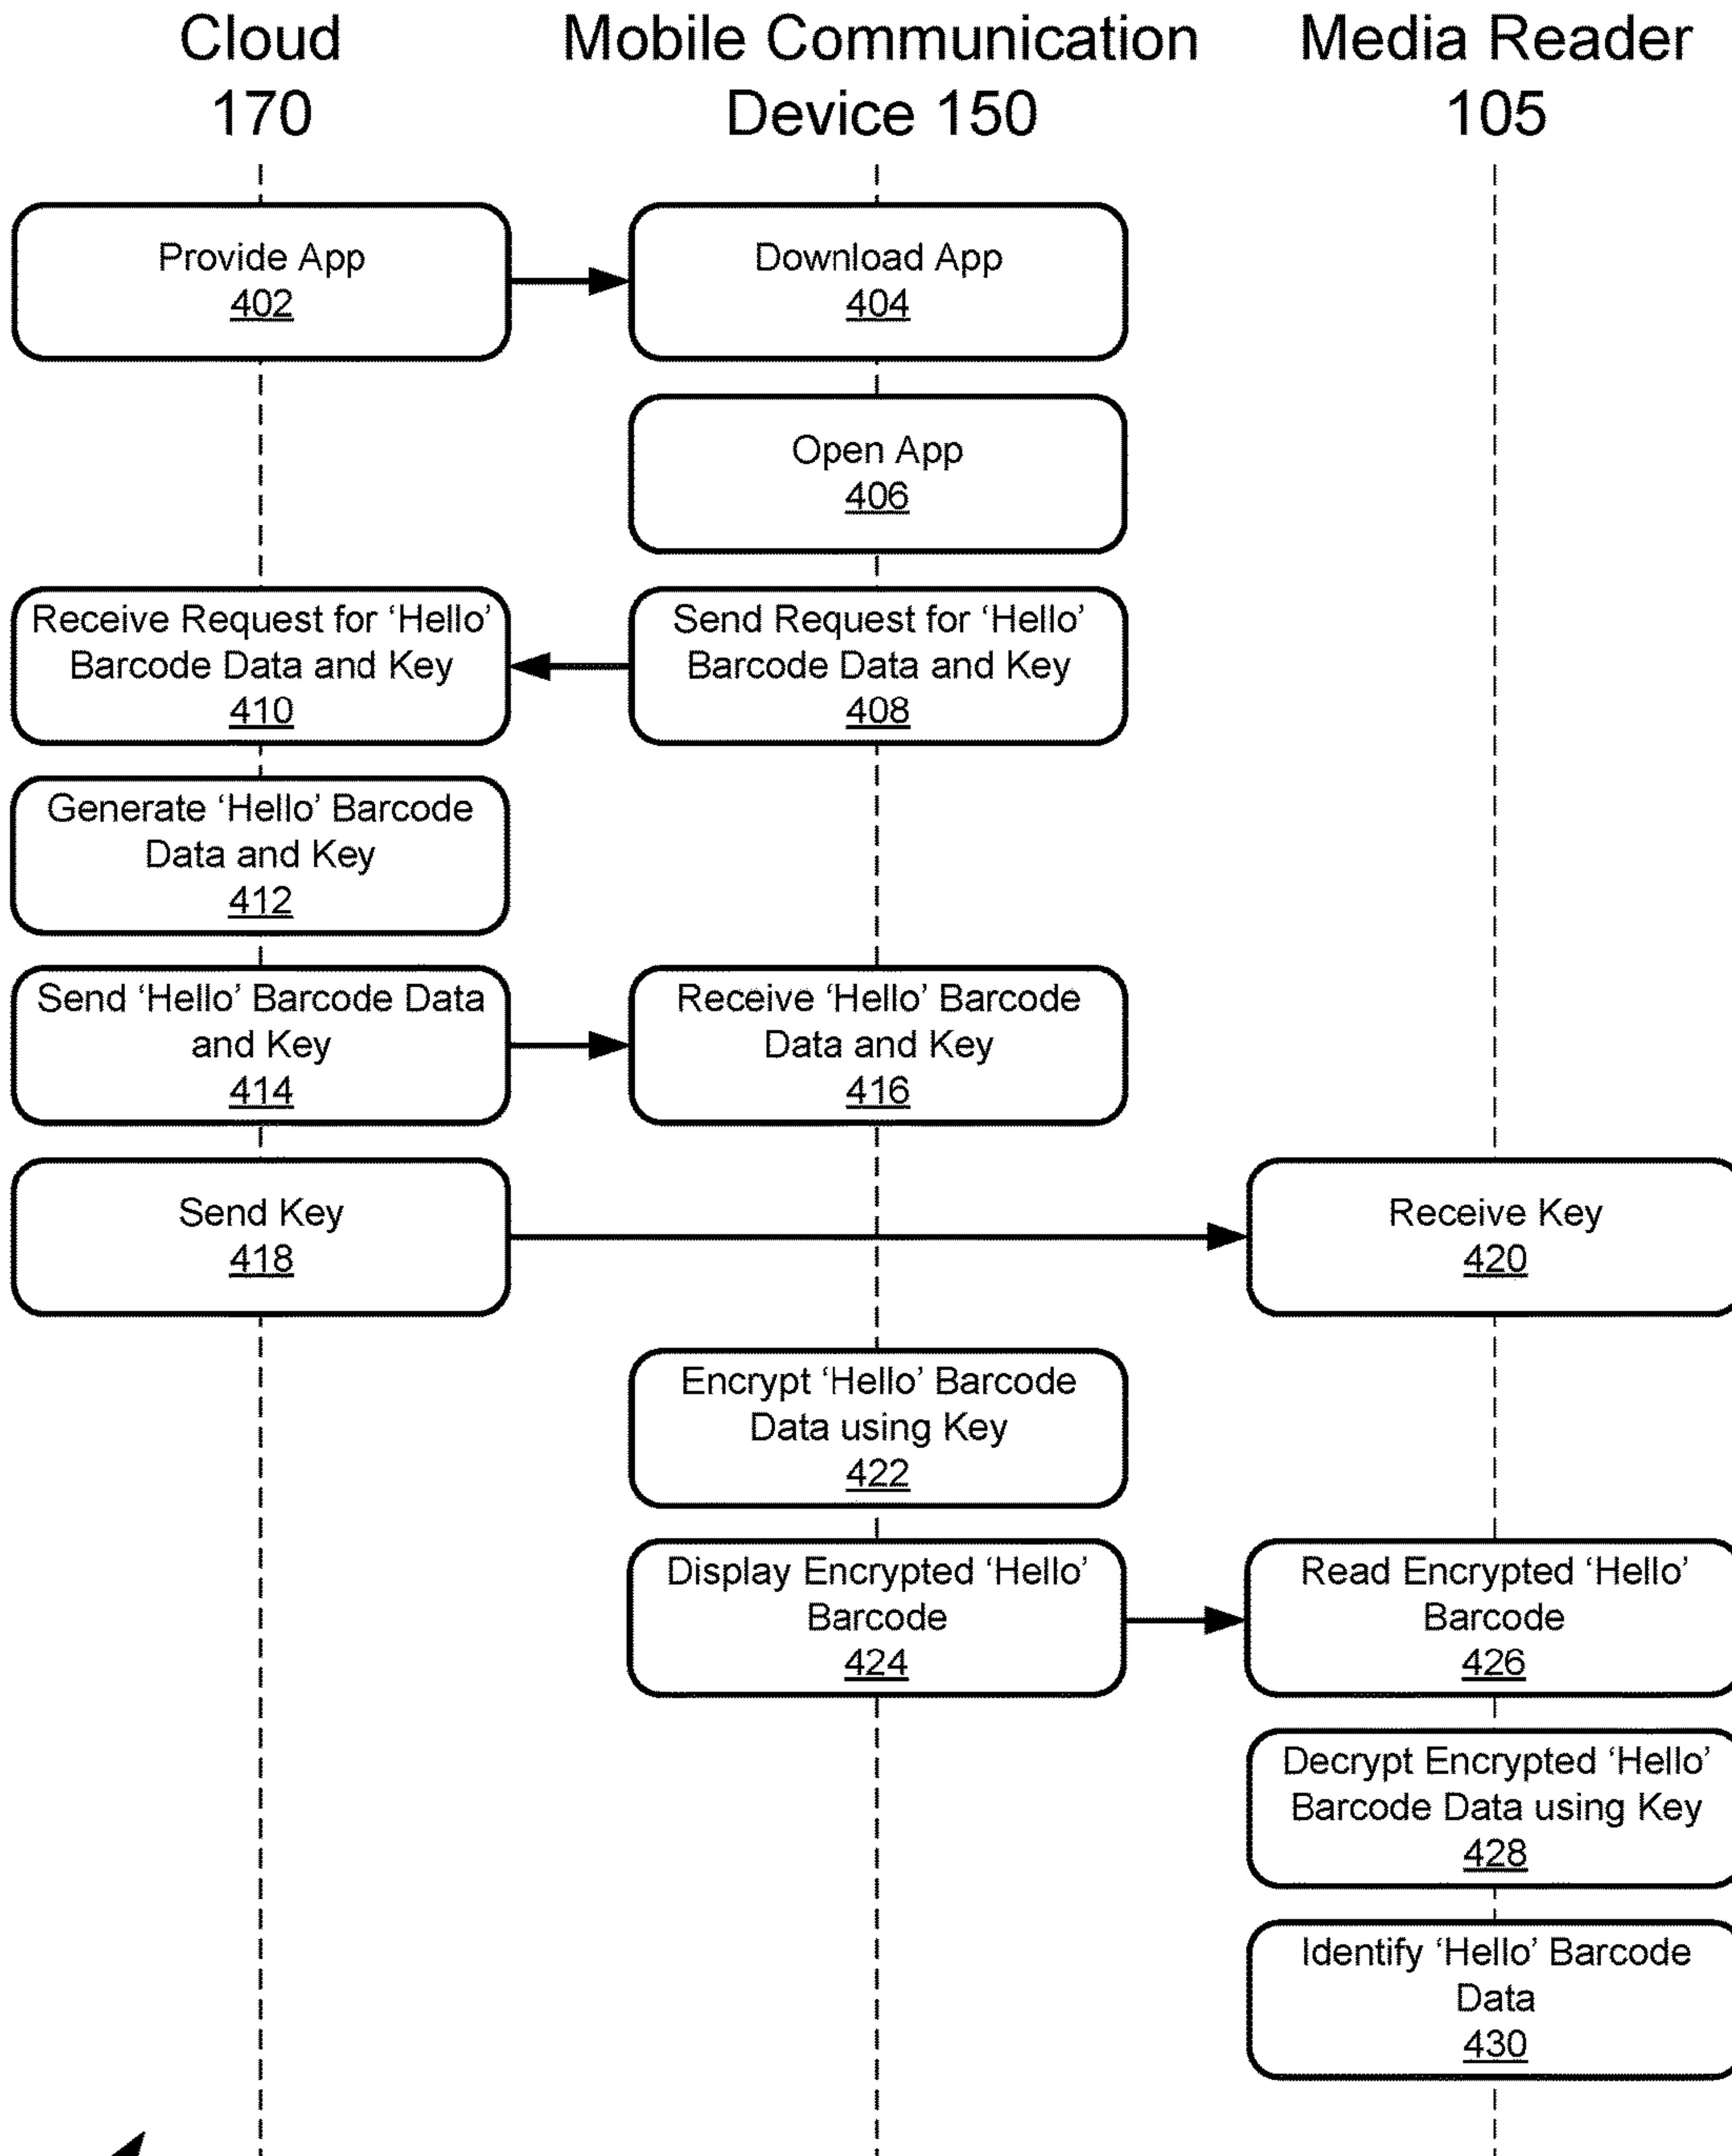 Cloud
170
Mobile Communication
Device 150
Media Reader
105
Provide App
402
Download App
404
Open App
406
Receive Request for ‘Hello’
Barcode Data and Key
410
Send Request for ‘Hello’
Barcode Data and Key
408
Generate ‘Hello’ Barcode
Data and Key
412
Send ‘Hello’ Barcode Data
and Key
414
Receive ‘Hello’ Barcode
Data and Key
416
Send Key
418
Receive Key
420
Encrypt ‘Hello’ Barcode
Data using Key
422
Display Encrypted ‘Hello’
Barcode
424
Read Encrypted ‘Hello’
Barcode
426
Decrypt Encrypted ‘Hello’
Barcode Data using Key
428
Identify ‘Hello’ Barcode
Data
430